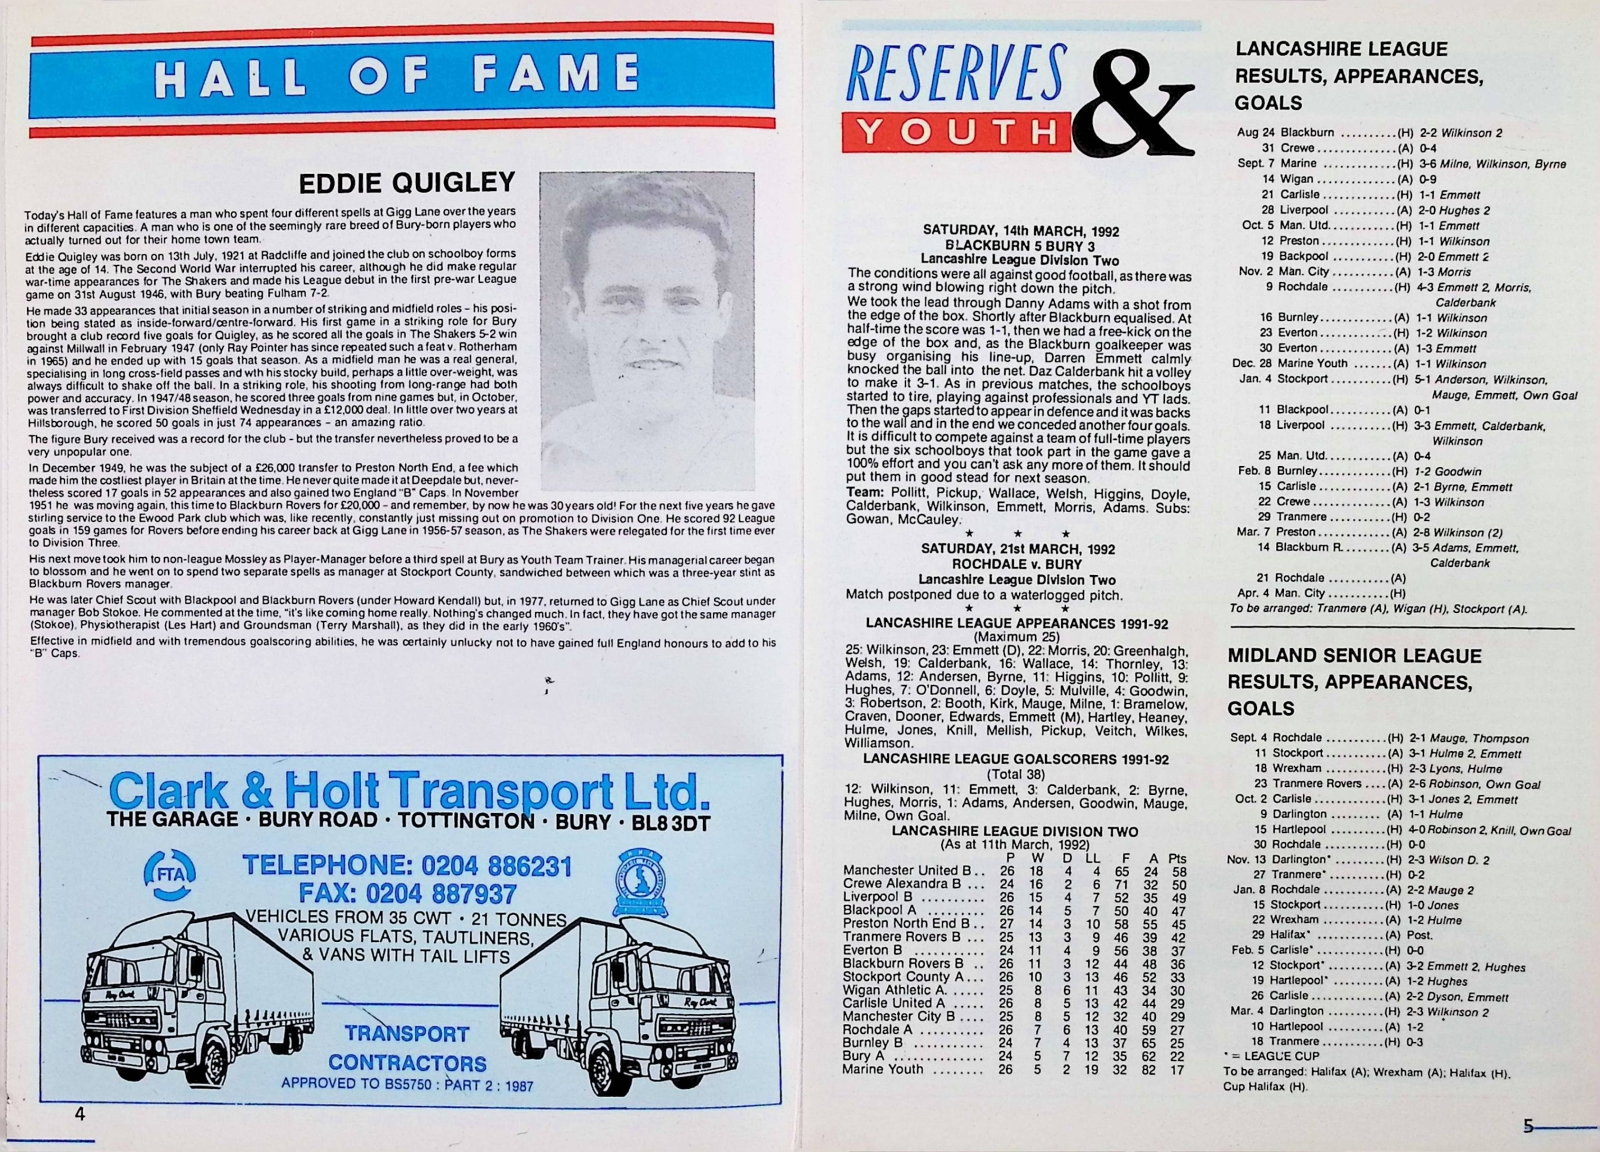 HALL OF FAME
EDDIE QUIGLEY
Today's Hall of Fame features a man who spent four different spells at Gigg Lane over the years
in different capacities. A man who is one of the seemingly rare breed of Bury-born players who
actually turned out for their home town team.
Eddie Quigley was born on 13th July, 1921 at Radcliffe and joined the club on schoolboy forms
at the age of 14. The Second World War interrupted his career, although he did make regular
war-time appearances for The Shakers and made his League debut in the first pre-war League
game on 31st August 1946, with Bury beating Fulham 7-2.
He made 33 appearances that initial season in a number of striking and midfield roles - his posi-
tion being stated as inside-forward/centre-forward. His first game in a striking role for Bury
brought a club record five goals for Quigley, as he scored all the goals in The Shakers 5-2 win
against Millwall in February 1947 (only Ray Pointer has since repeated such a feat v. Rotherham
in 1965) and he ended up with 15 goals that season. As a midfield man he was a real general,
specialising in long cross-field passes and wth his stocky build, perhaps a little over-weight, was
always difficult to shake off the ball. In a striking role, his shooting from long-range had both
power and accuracy. In 1947/48 season, he scored three goals from nine games but, in October,
was transferred to First Division Sheffield Wednesday in a £12,000 deal. In little over two years at
Hillsborough, he scored 50 goals in just 74 appearances - an amazing ratio.
The figure Bury received was a record for the club - but the transfer nevertheless proved to be a
very unpopular one.
In December 1949, he was the subject of a £26,000 transfer to Preston North End, a fee which
made him the costliest player in Britain at the time. He never quite made it at Deepdale but, never-
theless scored 17 goals in 52 appearances and also gained two England "B" Caps. In November
1951 he was moving again, this time to Blackburn Rovers for £20,000 - and remember, by now he was 30 years old! For the next five years he gave
stirling service to the Ewood Park club which was, like recently, constantly just missing out on promotion to Division One. He scored 92 League
goals in 159 games for Rovers before ending his career back at Gigg Lane in 1956-57 season, as The Shakers were relegated for the first time ever
to Division Three.
His next move took him to non-league Mossley as Player-Manager before a third spell at Bury as Youth Team Trainer. His managerial career began
to blossom and he went on to spend two separate spells as manager at Stockport County, sandwiched between which was a three-year stint as
Blackburn Rovers manager.
He was later Chief Scout with Blackpool and Blackburn Rovers (under Howard Kendall) but, in 1977, returned to Gigg Lane as Chief Scout under
manager Bob Stokoe. He commented at the time, "it's like coming home really. Nothing's changed much. In fact, they have got the same manager
(Stokoe), Physiotherapist (Les Hart) and Groundsman (Terry Marshall), as they did in the early 1960's".
Effective in midfield and with tremendous goalscoring abilities, he was certainly unlucky not to have gained full England honours to add to his
"B" Caps.
Clark & Holt Transport Ltd.
THE GARAGE · BURY ROAD · TOTTINGTON · BURY · BL8 3DT
FTA
TELEPHONE: 0204 886231
FAX: 0204 887937
VEHICLES FROM 35 CWT · 21 TONNES
VARIOUS FLATS, TAUTLINERS,
& VANS WITH TAIL LIFTS
TRANSPORT
CONTRACTORS
APPROVED TO BS5750 : PART 2 : 1987
4
RESERVES
& YOUTH
SATURDAY, 14th MARCH, 1992
BLACKBURN 5 BURY 3
Lancashire League Division Two
The conditions were all against good football, as there was
a strong wind blowing right down the pitch.
We took the lead through Danny Adams with a shot from
the edge of the box. Shortly after Blackburn equalised. At
half-time the score was 1-1, then we had a free-kick on the
edge of the box and, as the Blackburn goalkeeper was
busy organising his line-up, Darren Emmett calmly
knocked the ball into the net. Daz Calderbank hit a volley
to make it 3-1. As in previous matches, the schoolboys
started to tire, playing against professionals and YT lads.
Then the gaps started to appear in defence and it was backs
to the wall and in the end we conceded another four goals.
It is difficult to compete against a team of full-time players
but the six schoolboys that took part in the game gave a
100% effort and you can't ask any more of them. It should
put them in good stead for next season.
Team: Pollitt, Pickup, Wallace, Welsh, Higgins, Doyle,
Calderbank, Wilkinson, Emmett, Morris, Adams. Subs:
Gowan, McCauley.
★ ★ ★
SATURDAY, 21st MARCH, 1992
ROCHDALE v. BURY
Lancashire League Division Two
Match postponed due to a waterlogged pitch.
★ ★ ★
LANCASHIRE LEAGUE APPEARANCES 1991-92
(Maximum 25)
25: Wilkinson, 23: Emmett (D), 22: Morris, 20: Greenhalgh,
Welsh, 19: Calderbank, 16: Wallace, 14: Thornley, 13:
Adams, 12: Andersen, Byrne, 11: Higgins, 10: Pollitt, 9:
Hughes, 7: O'Donnell, 6: Doyle, 5: Mulville, 4: Goodwin,
3: Robertson, 2: Booth, Kirk, Mauge, Milne, 1: Bramelow,
Craven, Dooner, Edwards, Emmett (M), Hartley, Heaney,
Hulme, Jones, Knill, Mellish, Pickup, Veitch, Wilkes,
Williamson.
LANCASHIRE LEAGUE GOALSCORERS 1991-92
(Total 38)
12: Wilkinson, 11: Emmett, 3: Calderbank, 2: Byrne,
Hughes, Morris, 1: Adams, Andersen, Goodwin, Mauge,
Milne, Own Goal.
LANCASHIRE LEAGUE DIVISION TWO
(As at 11th March, 1992)
P W D LL F A Pts
Manchester United B.. 26 18 4 4 65 24 58
Crewe Alexandra B ... 24 16 2 6 71 32 50
Liverpool B .......... 26 15 4 7 52 35 49
Blackpool A ......... 26 14 5 7 50 40 47
Preston North End B.. 27 14 3 10 58 55 45
Tranmere Rovers B ... 25 13 3 9 46 39 42
Everton B ........... 24 11 4 9 56 38 37
Blackburn Rovers B .. 26 11 3 12 44 48 36
Stockport County A... 26 10 3 13 46 52 33
Wigan Athletic A. ..... 25 8 6 11 43 34 30
Carlisle United A ..... 26 8 5 13 42 44 29
Manchester City B .... 25 8 5 12 32 40 29
Rochdale A .......... 26 7 6 13 40 59 27
Burnley B ........... 24 7 4 13 37 65 25
Bury A .............. 24 5 7 12 35 62 22
Marine Youth ........ 26 5 2 19 32 82 17
LANCASHIRE LEAGUE
RESULTS, APPEARANCES,
GOALS
Aug 24 Blackburn ..........(H) 2-2 Wilkinson 2
31 Crewe ..............(A) 0-4
Sept. 7 Marine .............(H) 3-6 Milne, Wilkinson, Byrne
14 Wigan ..............(A) 0-9
21 Carlisle .............(H) 1-1 Emmett
28 Liverpool ...........(A) 2-0 Hughes 2
Oct. 5 Man. Utd............(H) 1-1 Emmett
12 Preston .............(H) 1-1 Wilkinson
19 Backpool ...........(H) 2-0 Emmett 2
Nov. 2 Man. City ...........(A) 1-3 Morris
9 Rochdale ...........(H) 4-3 Emmett 2, Morris,
Calderbank
16 Burnley.............(A) 1-1 Wilkinson
23 Everton .............(H) 1-2 Wilkinson
30 Everton .............(A) 1-3 Emmett
Dec. 28 Marine Youth .......(A) 1-1 Wilkinson
Jan. 4 Stockport ...........(H) 5-1 Anderson, Wilkinson,
Mauge, Emmett, Own Goal
11 Blackpool...........(A) 0-1
18 Liverpool ...........(H) 3-3 Emmett, Calderbank,
Wilkinson
25 Man. Utd............(A) 0-4
Feb. 8 Burnley.............(H) 1-2 Goodwin
15 Carlisle .............(A) 2-1 Byrne, Emmett
22 Crewe ..............(A) 1-3 Wilkinson
29 Tranmere ...........(H) 0-2
Mar. 7 Preston .............(A) 2-8 Wilkinson (2)
14 Blackburn R. ........(A) 3-5 Adams, Emmett,
Calderbank
21 Rochdale ...........(A)
Apr. 4 Man. City ...........(H)
To be arranged: Tranmere (A), Wigan (H), Stockport (A).
MIDLAND SENIOR LEAGUE
RESULTS, APPEARANCES,
GOALS
Sept. 4 Rochdale ...........(H) 2-1 Mauge, Thompson
11 Stockport ...........(A) 3-1 Hulme 2, Emmett
18 Wrexham ...........(H) 2-3 Lyons, Hulme
23 Tranmere Rovers ....(A) 2-6 Robinson, Own Goal
Oct. 2 Carlisle .............(H) 3-1 Jones 2, Emmett
9 Darlington .......... (A) 1-1 Hulme
15 Hartlepool ..........(H) 4-0 Robinson 2, Knill, Own Goal
30 Rochdale ...........(H) 0-0
Nov. 13 Darlington* .........(H) 2-3 Wilson D. 2
27 Tranmere* ..........(H) 0-2
Jan. 8 Rochdale ...........(A) 2-2 Mauge 2
15 Stockport ...........(H) 1-0 Jones
22 Wrexham ...........(A) 1-2 Hulme
29 Halifax* .............(A) Post.
Feb. 5 Carlisle* ............(H) 0-0
12 Stockport* ..........(A) 3-2 Emmett 2, Hughes
19 Hartlepool* .........(A) 1-2 Hughes
26 Carlisle .............(A) 2-2 Dyson, Emmett
Mar. 4 Darlington ..........(H) 2-3 Wilkinson 2
10 Hartlepool ..........(A) 1-2
18 Tranmere ...........(H) 0-3
* = LEAGUE CUP
To be arranged: Halifax (A); Wrexham (A); Halifax (H).
Cup Halifax (H).
5